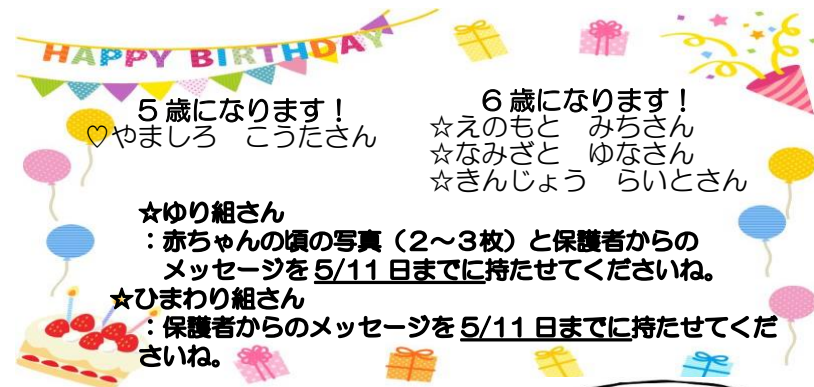 HAPPY BIRTHDAY
5歳になります!
♡やましろ　こうたさん
6歳になります!
☆えのもと　みちさん
☆なみざと　ゆなさん
☆きんじょう　らいとさん
☆ゆり組さん
:赤ちゃんの頃の写真(2~3枚)と保護者からの
メッセージを5/11日までに持たせてくださいね。
☆ひまわり組さん
:保護者からのメッセージを5/11日までに持たせてくだ
さいね。